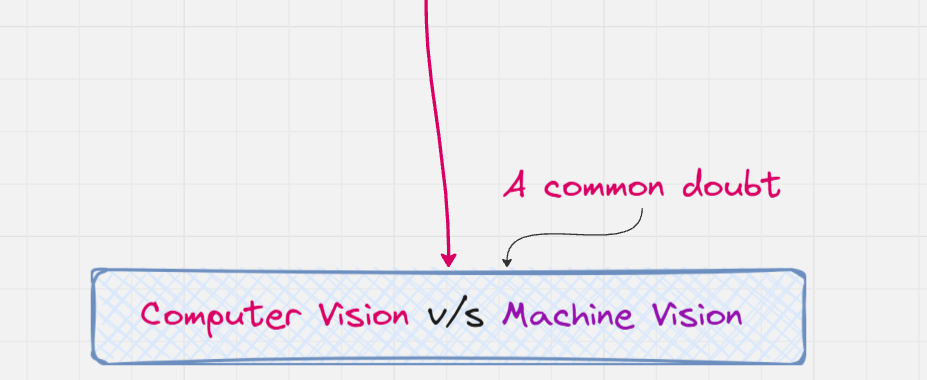 A common doubt
Computer Vision v/s Machine Vision